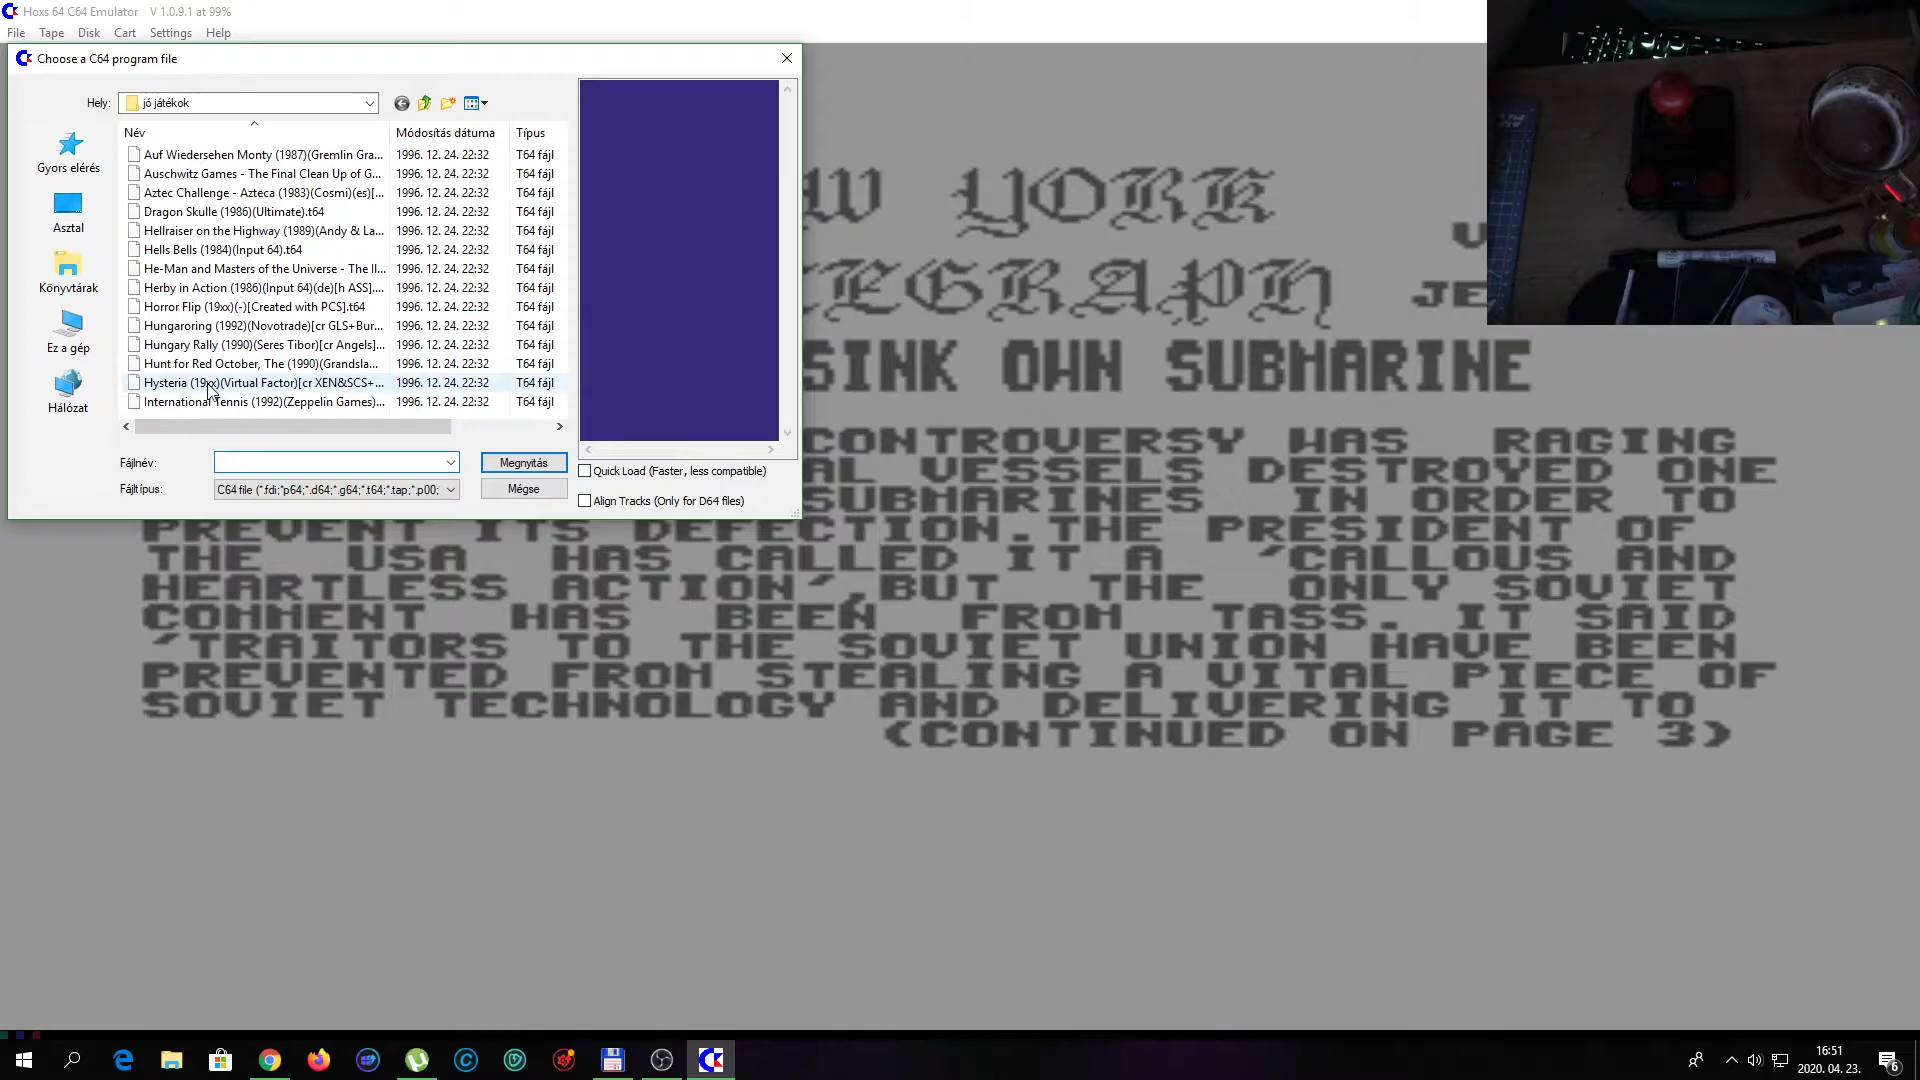 Hoxs 64 C64 Emulator V 1.0.9.1 at 99%
File Tape Disk Cart Settings Help
Choose a C64 program file
Hely: jó játékok
Név Módosítás dátuma Típus
Auf Wiedersehen Monty (1987)(Gremlin Gra... 1996. 12. 24. 22:32 T64 fájl
Auschwitz Games - The Final Clean Up of G... 1996. 12. 24. 22:32 T64 fájl
Aztec Challenge - Azteca (1983)(Cosmi)(es)[... 1996. 12. 24. 22:32 T64 fájl
Dragon Skulle (1986)(Ultimate).t64 1996. 12. 24. 22:32 T64 fájl
Hellraiser on the Highway (1989)(Andy & La... 1996. 12. 24. 22:32 T64 fájl
Hells Bells (1984)(Input 64).t64 1996. 12. 24. 22:32 T64 fájl
He-Man and Masters of the Universe - The Il... 1996. 12. 24. 22:32 T64 fájl
Herby in Action (1986)(Input 64)(de)[h ASS].... 1996. 12. 24. 22:32 T64 fájl
Horror Flip (19xx)(-)[Created with PCS].t64 1996. 12. 24. 22:32 T64 fájl
Hungaroring (1992)(Novotrade)[cr GLS+Bur... 1996. 12. 24. 22:32 T64 fájl
Hungary Rally (1990)(Seres Tibor)[cr Angels]... 1996. 12. 24. 22:32 T64 fájl
Hunt for Red October, The (1990)(Grandsla... 1996. 12. 24. 22:32 T64 fájl
Hysteria (19xx)(Virtual Factor)[cr XEN&SCS+... 1996. 12. 24. 22:32 T64 fájl
International Tennis (1992)(Zeppelin Games)... 1996. 12. 24. 22:32 T64 fájl
Gyors elérés
Asztal
Könyvtárak
Ez a gép
Hálózat
Fájlnév: Megnyitás
Fájltípus: C64 file (*.fdi;*p64;*.d64;*.g64;*.t64;*.tap;*.p00; Mégse
Quick Load (Faster, less compatible)
Align Tracks (Only for D64 files)
W YORK
EGRAPH
SINK OWN SUBMARINE
CONTROVERSY HAS RAGING
AL VESSELS DESTROYED ONE
SUBMARINES IN ORDER TO
PREVENT ITS DEFECTION.THE PRESIDENT OF
THE USA HAS CALLED IT A 'CALLOUS AND
HEARTLESS ACTION',BUT THE ONLY SOVIET
COMMENT HAS BEEN FROM TASS. IT SAID
'TRAITORS TO THE SOVIET UNION HAVE BEEN
PREVENTED FROM STEALING A VITAL PIECE OF
SOVIET TECHNOLOGY AND DELIVERING IT TO
(CONTINUED ON PAGE 3)
16:51
2020. 04. 23.
6